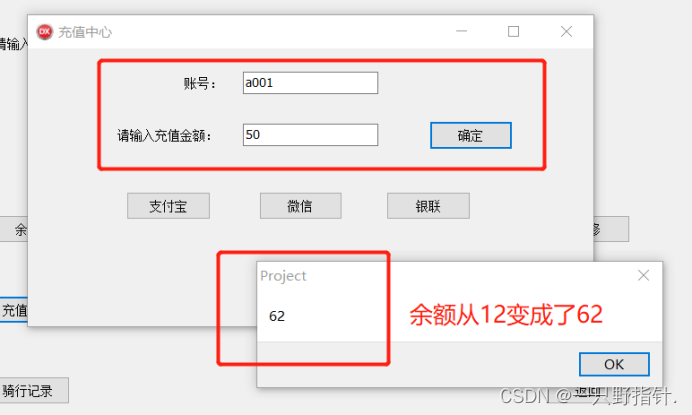 请输入
充值中心
账号：
a001
请输入充值金额：
50
确定
支付宝
微信
银联
余
修
Project
62
余额从12变成了62
充值
OK
骑行记录
返回
CSDN @一只野指针.